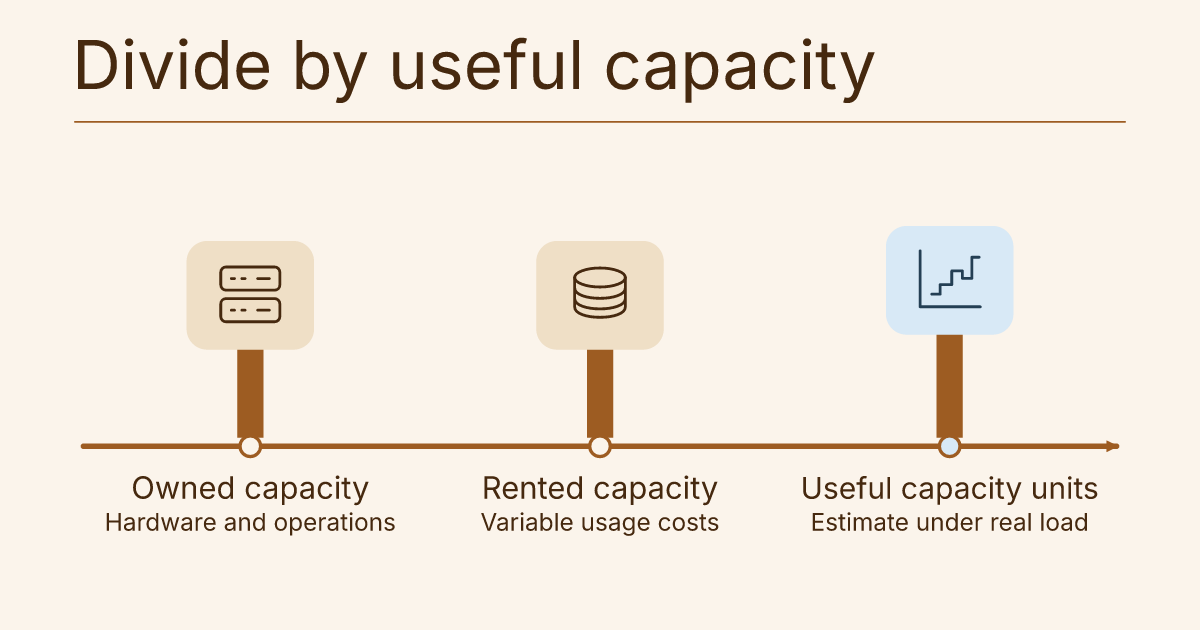 Divide by useful capacity
Owned capacity
Hardware and operations
Rented capacity
Variable usage costs
Useful capacity units
Estimate under real load